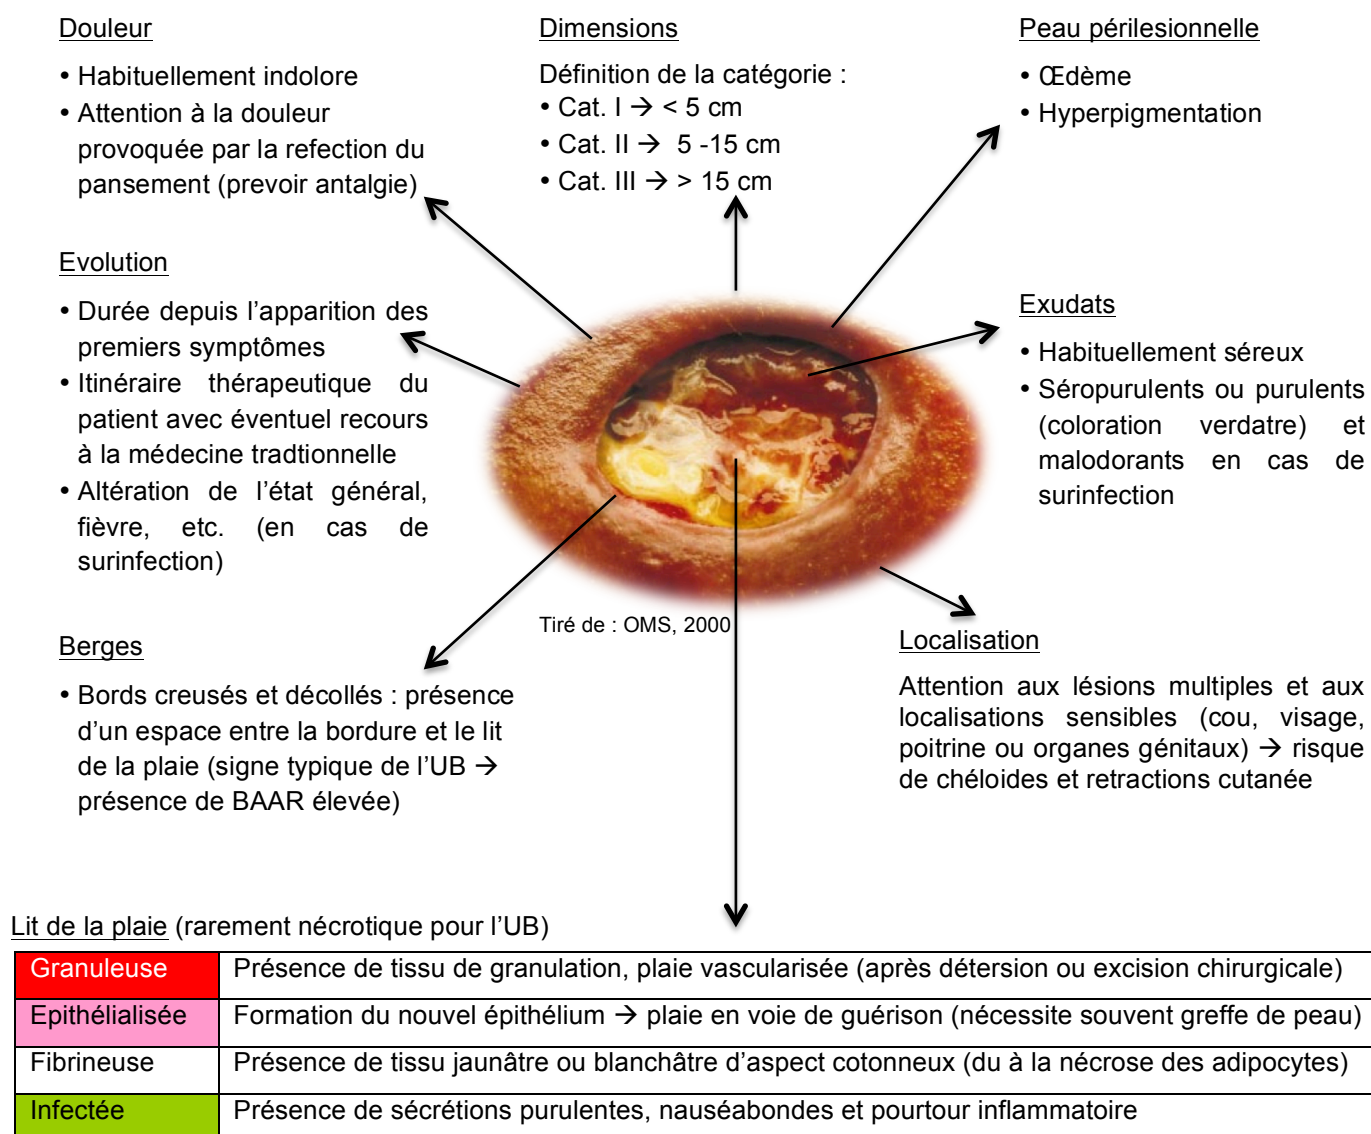 Douleur
• Habituellement indolore
• Attention à la douleur
provoquée par la refection du
pansement (prevoir antalgie)
Dimensions
Définition de la catégorie :
• Cat. I → < 5 cm
• Cat. II → 5 -15 cm
• Cat. III → > 15 cm
Peau périlesionnelle
• Œdème
• Hyperpigmentation
Evolution
• Durée depuis l’apparition des
premiers symptômes
• Itinéraire thérapeutique du
patient avec éventuel recours
à la médecine tradtionnelle
• Altération de l’état général,
fièvre, etc. (en cas de
surinfection)
Exudats
• Habituellement séreux
• Séropurulents ou purulents
(coloration verdatre) et
malodorants en cas de
surinfection
Tiré de : OMS, 2000
Berges
• Bords creusés et décollés : présence
d’un espace entre la bordure et le lit
de la plaie (signe typique de l’UB →
présence de BAAR élevée)
Localisation
Attention aux lésions multiples et aux
localisations sensibles (cou, visage,
poitrine ou organes génitaux) → risque
de chéloides et retractions cutanée
Lit de la plaie (rarement nécrotique pour l’UB)
Granuleuse Présence de tissu de granulation, plaie vascularisée (après détersion ou excision chirurgicale)
Epithélialisée Formation du nouvel épithélium → plaie en voie de guérison (nécessite souvent greffe de peau)
Fibrineuse Présence de tissu jaunâtre ou blanchâtre d’aspect cotonneux (du à la nécrose des adipocytes)
Infectée Présence de sécrétions purulentes, nauséabondes et pourtour inflammatoire